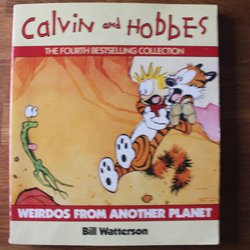 CALVIN and HOBBES
THE FOURTH BESTSELLING COLLECTION
WEIRDOS FROM ANOTHER PLANET
Bill Watterson